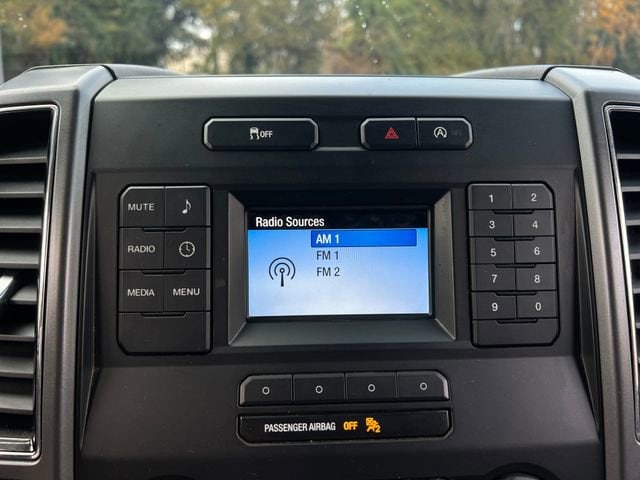 OFF
A
MUTE
RADIO
MEDIA MENU
Radio Sources
AM 1
FM 1
FM 2
1 2
3 4
5 6
7 8
9 0
PASSENGER AIRBAG OFF 2